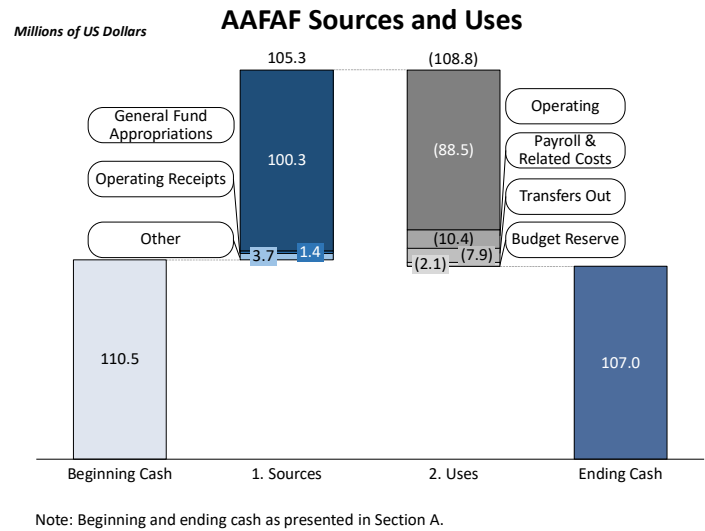 AAFAF Sources and Uses
Millions of US Dollars
105.3
(108.8)
General Fund
Appropriations
Operating Receipts
Other
100.3
3.7
1.4
(88.5)
(10.4)
(7.9)
(2.1)
Operating
Payroll &
Related Costs
Transfers Out
Budget Reserve
110.5
107.0
Beginning Cash
1. Sources
2. Uses
Ending Cash
Note: Beginning and ending cash as presented in Section A.